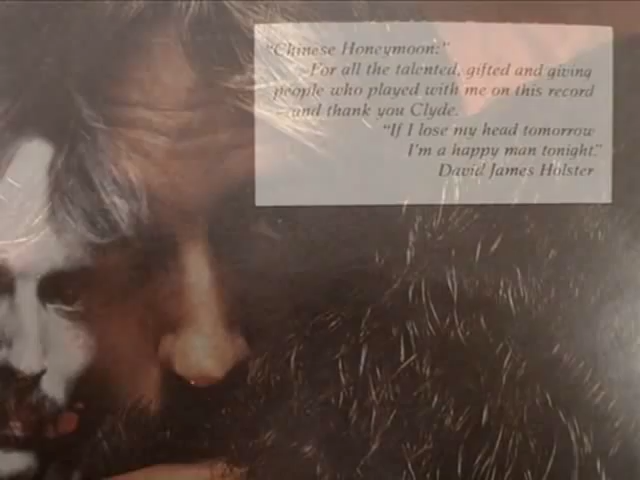 "Chinese Honeymoon:"
For all the talented, gifted and giving
people who played with me on this record
—and thank you Clyde.
"If I lose my head tomorrow
I'm a happy man tonight."
David James Holster